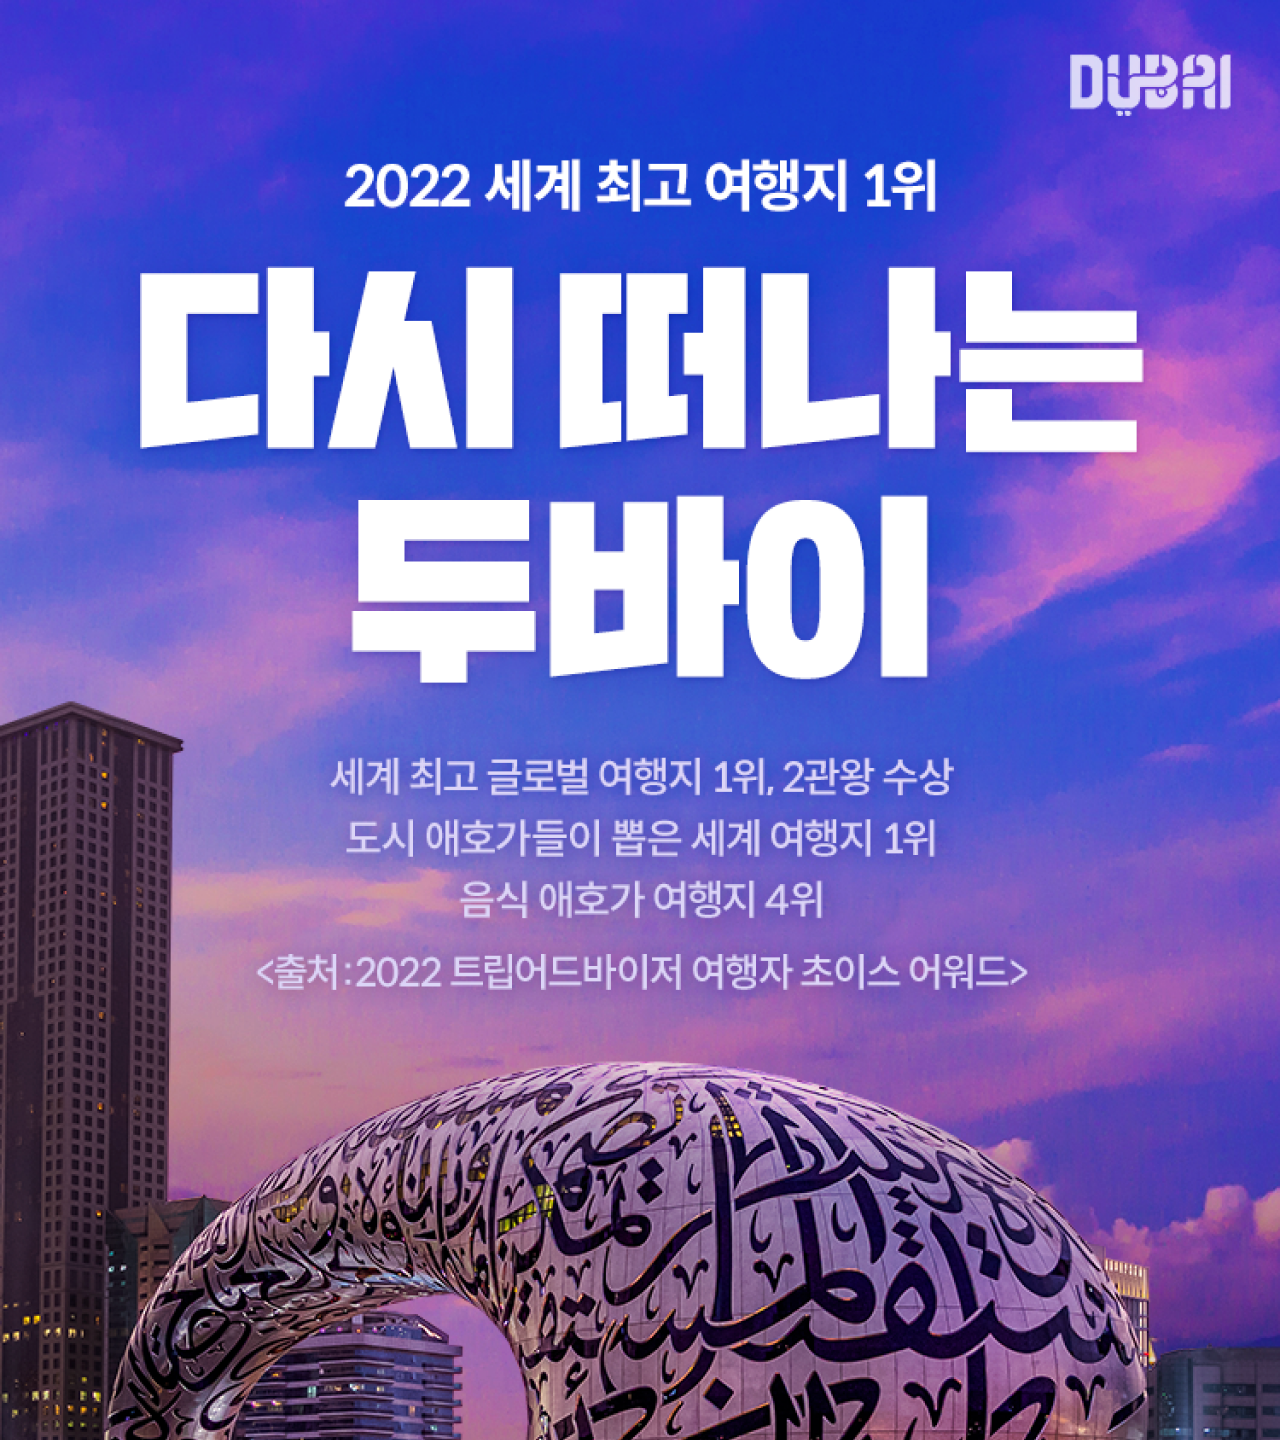 DUBAI
2022 세계 최고 여행지 1위
다시 떠나는
두바이
세계 최고 글로벌 여행지 1위, 2관왕 수상
도시 애호가들이 뽑은 세계 여행지 1위
음식 애호가 여행지 4위
<출처:2022 트립어드바이저 여행자 초이스 어워드>